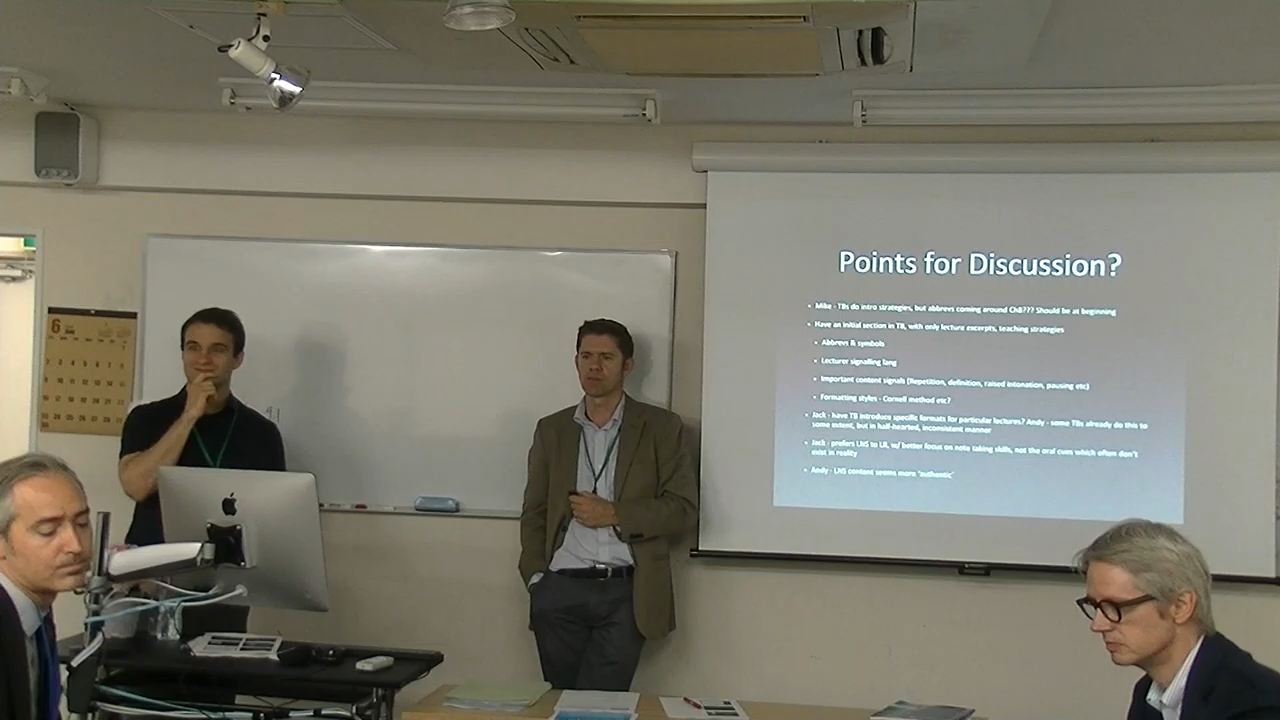 Points for Discussion?
Mike - TBs do intro strategies, but abbrevs coming around Ch8??? Should be at beginning
Have an initial section in TB, with only lecture excerpts, teaching strategies
Abbrevs & symbols
Lecturer signalling lang
Important content signals (Repetition, definition, raised intonation, pausing etc)
Formatting styles - Cornell method etc?
Jack - have TB introduce specific formats for particular lectures? Andy - some TBs already do this to
some extent, but in half-hearted, inconsistent manner
Jack - prefers LNS to LR, w/ better focus on note taking skills, not the oral cues which often don't
exist in reality
Andy - LNS content seems more 'authentic'
6